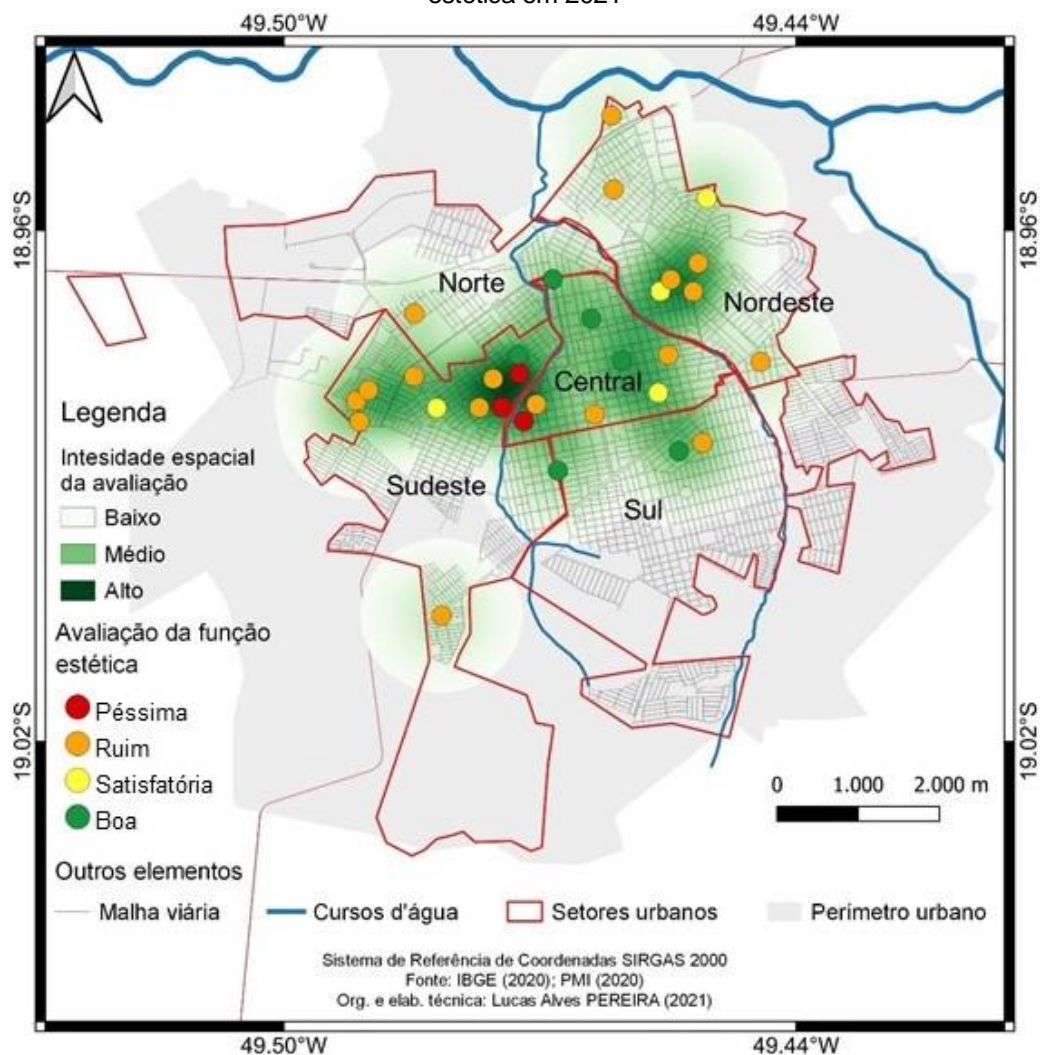 estética em 2021
49.50°W
49.44°W
18.96°S
18.96°S
Norte
Nordeste
Central
Sudeste
Sul
Legenda
Intesidade espacial
da avaliação
Baixo
Médio
Alto
Avaliação da função
estética
Péssima
Ruim
Satisfatória
Boa
19.02°S
19.02°S
0 1.000 2.000 m
Outros elementos
Malha viária
Cursos d'água
Setores urbanos
Perímetro urbano
Sistema de Referência de Coordenadas SIRGAS 2000
Fonte: IBGE (2020); PMI (2020)
Org. e elab. técnica: Lucas Alves PEREIRA (2021)
49.50°W
49.44°W